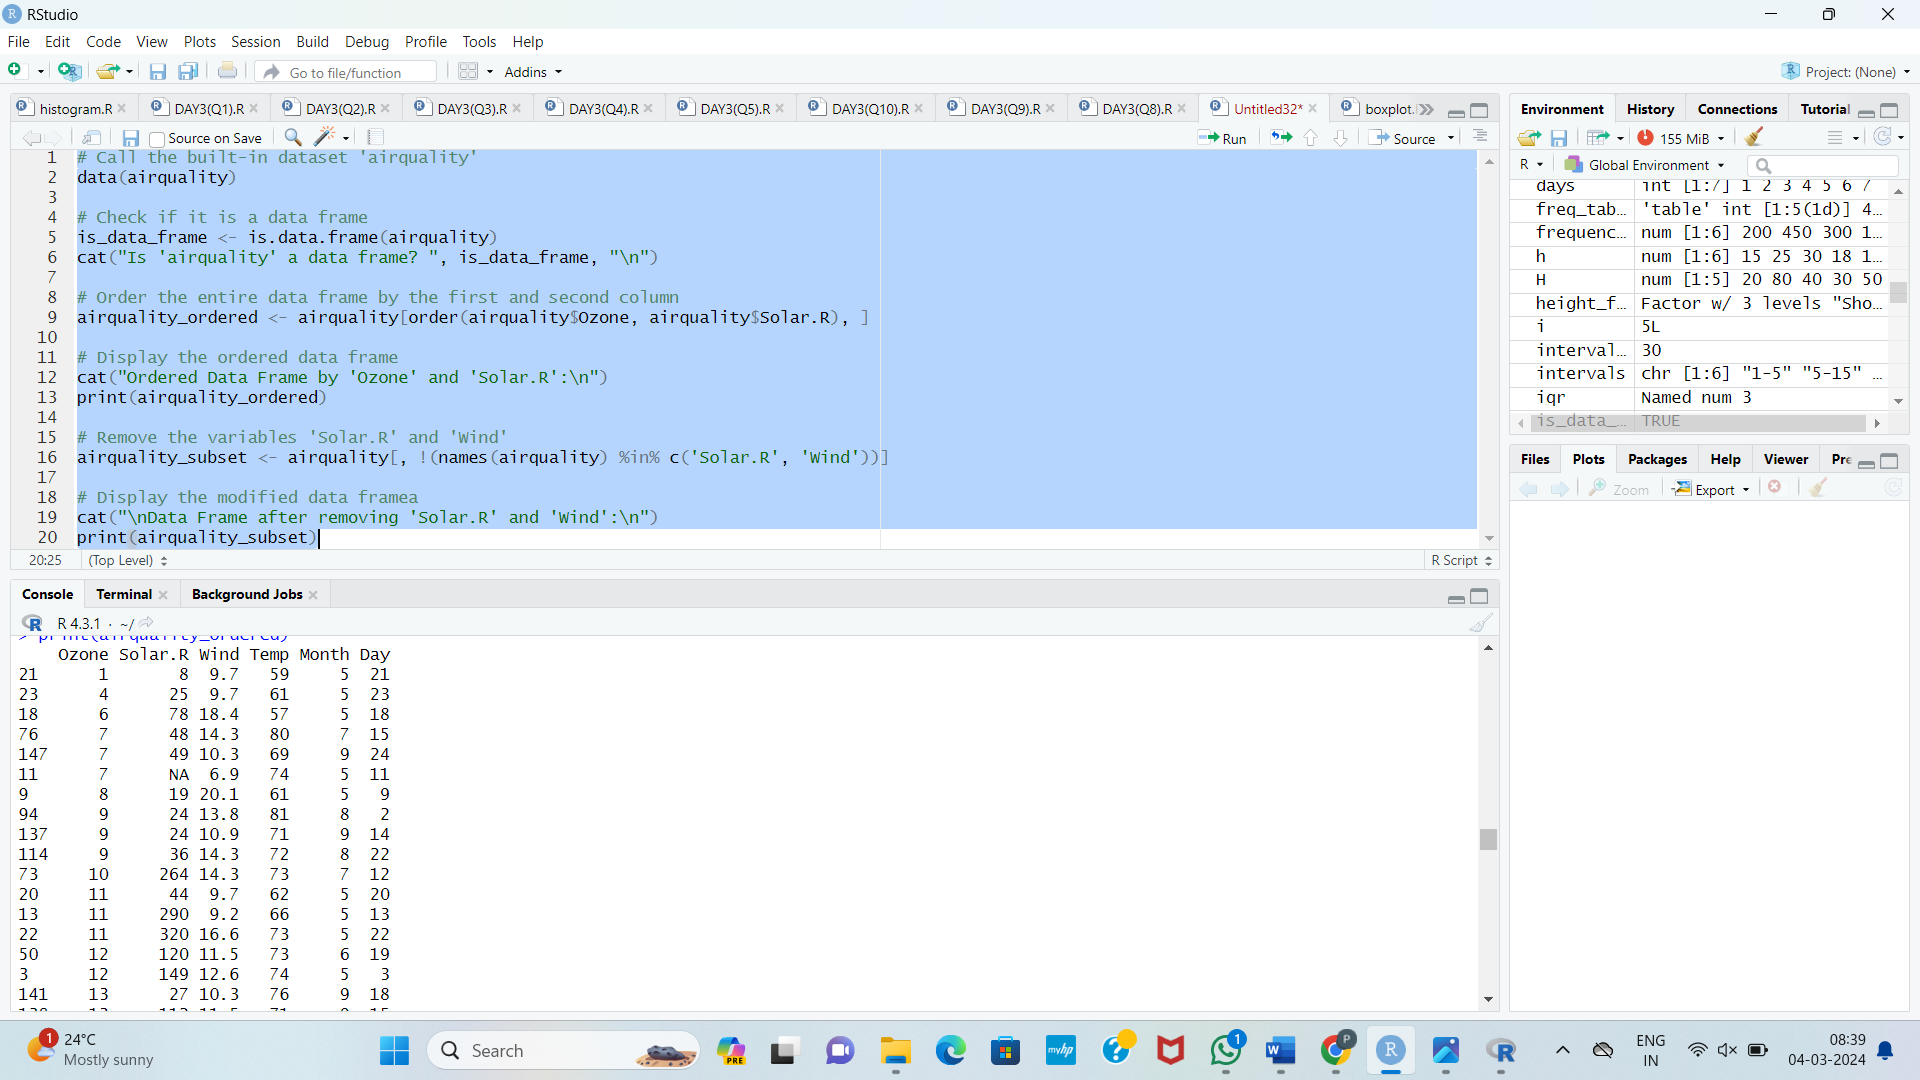 RStudio
File Edit Code View Plots Session Build Debug Profile Tools Help
Go to file/function Addins Project: (None)
histogram.R DAY3(Q1).R DAY3(Q2).R DAY3(Q3).R DAY3(Q4).R DAY3(Q5).R DAY3(Q10).R DAY3(Q9).R DAY3(Q8).R Untitled32* boxplot.
Source on Save Run Source
1 # Call the built-in dataset 'airquality'
2 data(airquality)
3
4 # Check if it is a data frame
5 is_data_frame <- is.data.frame(airquality)
6 cat("Is 'airquality' a data frame? ", is_data_frame, "\n")
7
8 # Order the entire data frame by the first and second column
9 airquality_ordered <- airquality[order(airquality$Ozone, airquality$Solar.R), ]
10
11 # Display the ordered data frame
12 cat("Ordered Data Frame by 'Ozone' and 'Solar.R':\n")
13 print(airquality_ordered)
14
15 # Remove the variables 'Solar.R' and 'Wind'
16 airquality_subset <- airquality[, !(names(airquality) %in% c('Solar.R', 'Wind'))]
17
18 # Display the modified data framea
19 cat("\nData Frame after removing 'Solar.R' and 'Wind':\n")
20 print(airquality_subset)
20:25 (Top Level) R Script
Console Terminal Background Jobs
R 4.3.1 · ~/
> print(airquality_ordered)
Ozone Solar.R Wind Temp Month Day
21 1 8 9.7 59 5 21
23 4 25 9.7 61 5 23
18 6 78 18.4 57 5 18
76 7 48 14.3 80 7 15
147 7 49 10.3 69 9 24
11 7 NA 6.9 74 5 11
9 8 19 20.1 61 5 9
94 9 24 13.8 81 8 2
137 9 24 10.9 71 9 14
114 9 36 14.3 72 8 22
73 10 264 14.3 73 7 12
20 11 44 9.7 62 5 20
13 11 290 9.2 66 5 13
22 11 320 16.6 73 5 22
50 12 120 11.5 73 6 19
3 12 149 12.6 74 5 3
141 13 27 10.3 76 9 18
Environment History Connections Tutorial
155 MiB
R Global Environment
days int [1:7] 1 2 3 4 5 6 7
freq_tab… 'table' int [1:5(1d)] 4…
frequenc… num [1:6] 200 450 300 1…
h num [1:6] 15 25 30 18 1…
H num [1:5] 20 80 40 30 50
height_f… Factor w/ 3 levels "Sho…
i 5L
interval… 30
intervals chr [1:6] "1-5" "5-15" …
iqr Named num 3
is_data_… TRUE
Files Plots Packages Help Viewer Pre
Zoom Export
1 24°C
Mostly sunny
Search
PRE
myhp
1
W
P
R
ENG
IN
08:39
04-03-2024